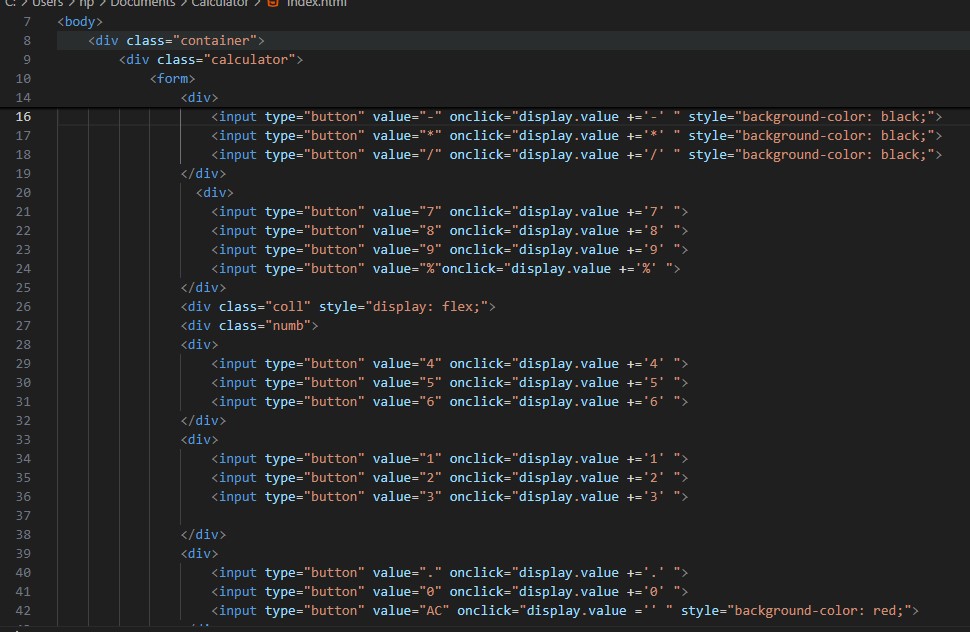 C: > Users > hp > Documents > Calculator > index.html
7 <body>
8 <div class="container">
9 <div class="calculator">
10 <form>
14 <div>
16 <input type="button" value="-" onclick="display.value +='-' " style="background-color: black;">
17 <input type="button" value="*" onclick="display.value +='*' " style="background-color: black;">
18 <input type="button" value="/" onclick="display.value +='/' " style="background-color: black;">
19 </div>
20 <div>
21 <input type="button" value="7" onclick="display.value +='7' ">
22 <input type="button" value="8" onclick="display.value +='8' ">
23 <input type="button" value="9" onclick="display.value +='9' ">
24 <input type="button" value="%"onclick="display.value +='%' ">
25 </div>
26 <div class="coll" style="display: flex;">
27 <div class="numb">
28 <div>
29 <input type="button" value="4" onclick="display.value +='4' ">
30 <input type="button" value="5" onclick="display.value +='5' ">
31 <input type="button" value="6" onclick="display.value +='6' ">
32 </div>
33 <div>
34 <input type="button" value="1" onclick="display.value +='1' ">
35 <input type="button" value="2" onclick="display.value +='2' ">
36 <input type="button" value="3" onclick="display.value +='3' ">
37
38 </div>
39 <div>
40 <input type="button" value="." onclick="display.value +='.' ">
41 <input type="button" value="0" onclick="display.value +='0' ">
42 <input type="button" value="AC" onclick="display.value ='' " style="background-color: red;">